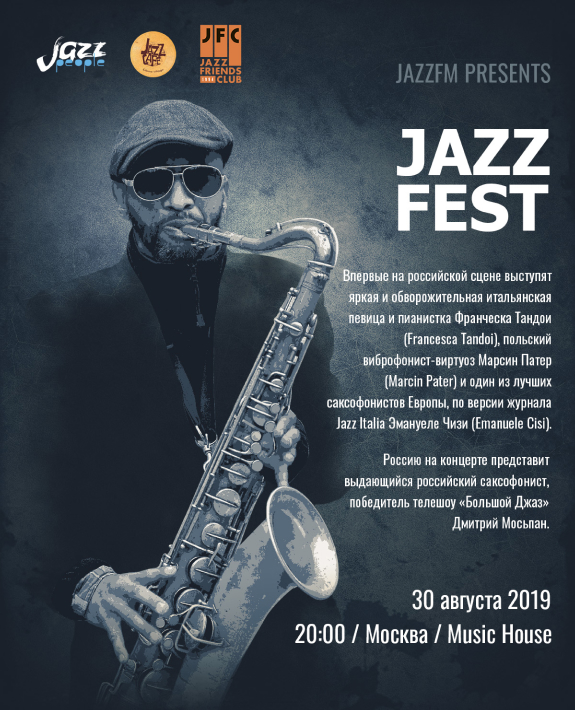 Jazz
people
JAZZ
CAFE
JFC
JAZZ
FRIENDS
CLUB
JAZZFM PRESENTS
JAZZ
FEST
Впервые на российской сцене выступят
яркая и обворожительная итальянская
певица и пианистка Франческа Тандои
(Francesca Tandoi), польский
виброфонист-виртуоз Марсин Патер
(Marcin Pater) и один из лучших
саксофонистов Европы, по версии журнала
Jazz Italia Эмануеле Чизи (Emanuele Cisi).
Россию на концерте представит
выдающийся российский саксофонист,
победитель телешоу «Большой Джаз»
Дмитрий Мосьпан.
30 августа 2019
20:00 / Москва / Music House